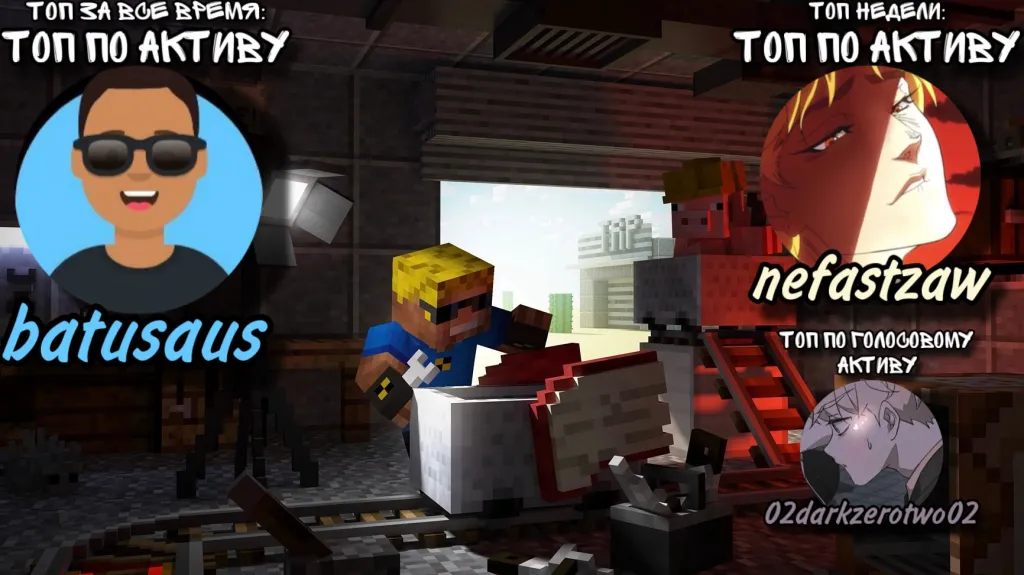 ТОП ЗА ВСЕ ВРЕМЯ:
ТОП ПО АКТИВУ
batusaus
ТОП НЕДЕЛИ:
ТОП ПО АКТИВУ
nefastzaw
ТОП ПО ГОЛОСОВОМУ
АКТИВУ
02darkzerotwo02